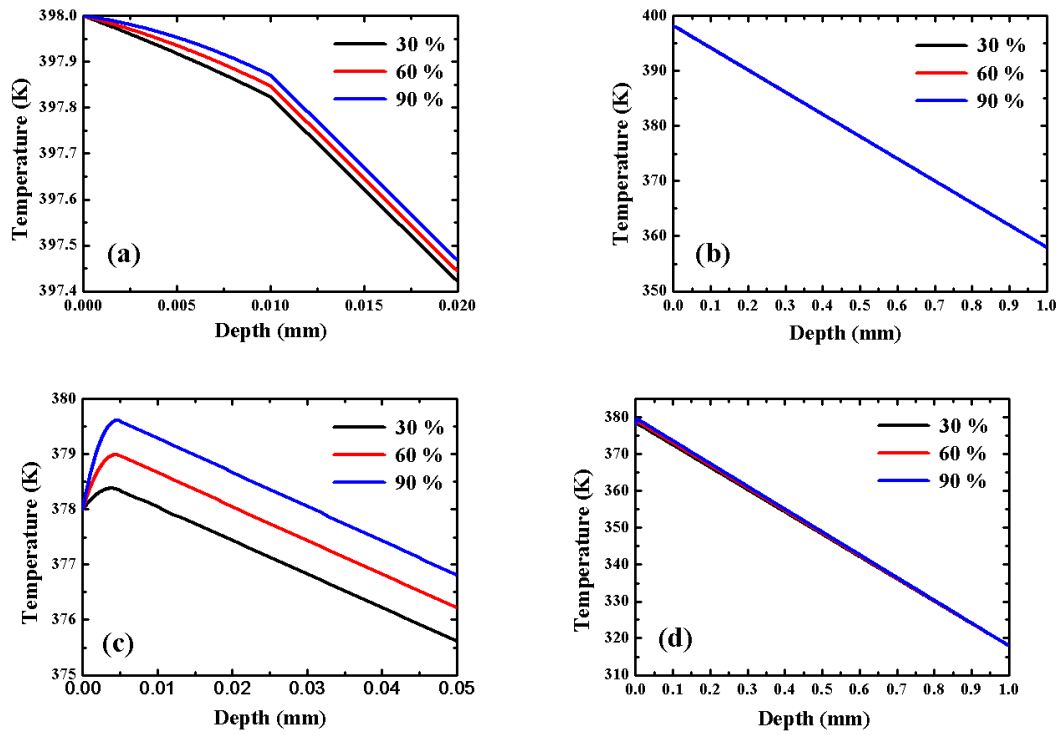 398.0
397.9
397.8
397.7
397.6
397.5
397.4
Temperature (K)
30 %
60 %
90 %
(a)
0.000 0.005 0.010 0.015 0.020
Depth (mm)
400
390
380
370
360
350
Temperature (K)
30 %
60 %
90 %
(b)
0.0 0.1 0.2 0.3 0.4 0.5 0.6 0.7 0.8 0.9 1.0
Depth (mm)
380
379
378
377
376
375
Temperature (K)
30 %
60 %
90 %
(c)
0.00 0.01 0.02 0.03 0.04 0.05
Depth (mm)
380
370
360
350
340
330
320
310
Temperature (K)
30 %
60 %
90 %
(d)
0.0 0.1 0.2 0.3 0.4 0.5 0.6 0.7 0.8 0.9 1.0
Depth (mm)